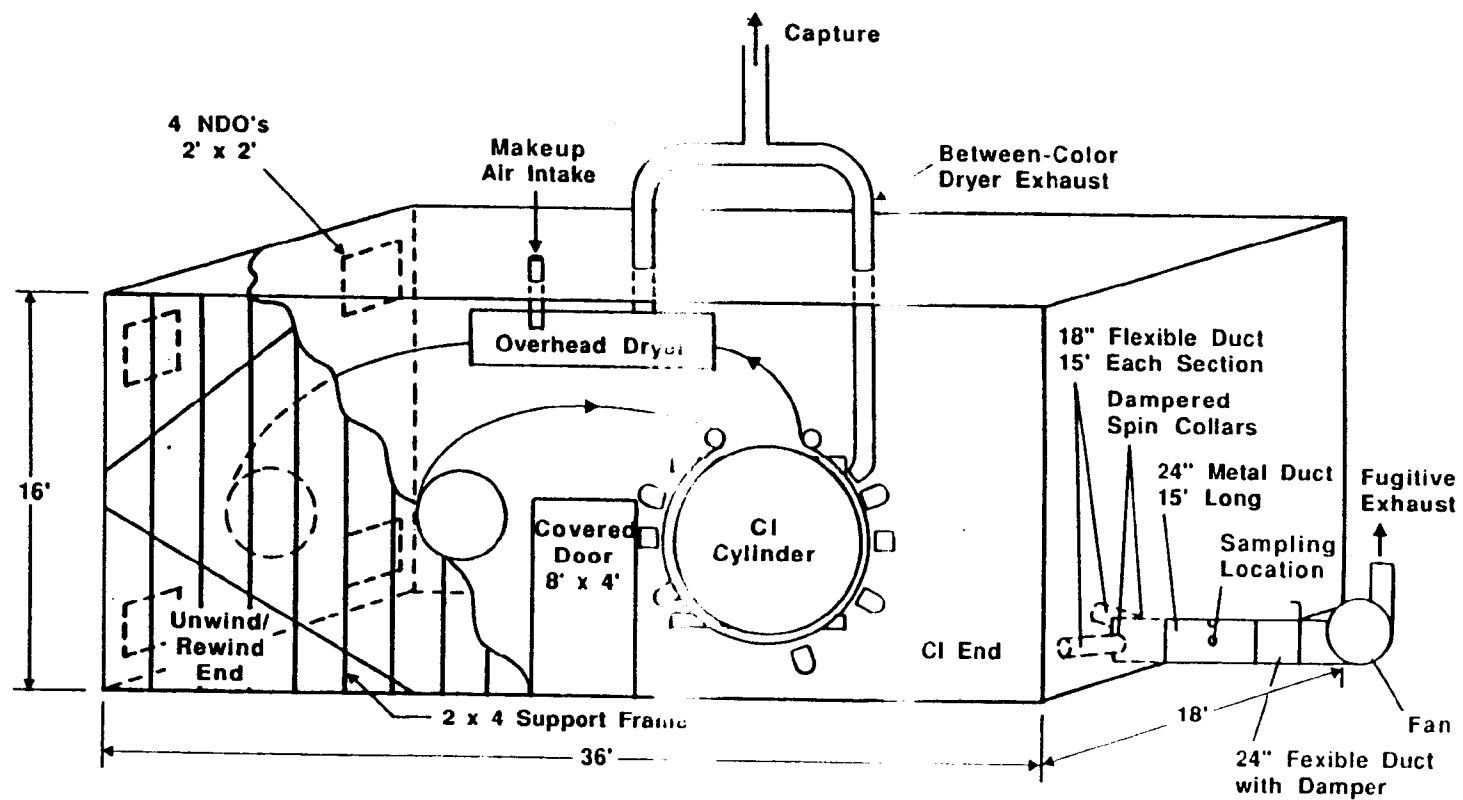 Capture
4 NDO's
2' x 2'
Makeup
Air Intake
Between-Color
Dryer Exhaust
Overhead Dryer
18" Flexible Duct
15' Each Section
Dampered
Spin Collars
24" Metal Duct
15' Long
Fugitive
Exhaust
16'
Covered
Door
8' x 4'
CI
Cylinder
Sampling
Location
Unwind/
Rewind
End
CI End
2 x 4 Support Frame
18'
Fan
36'
24" Fexible Duct
with Damper